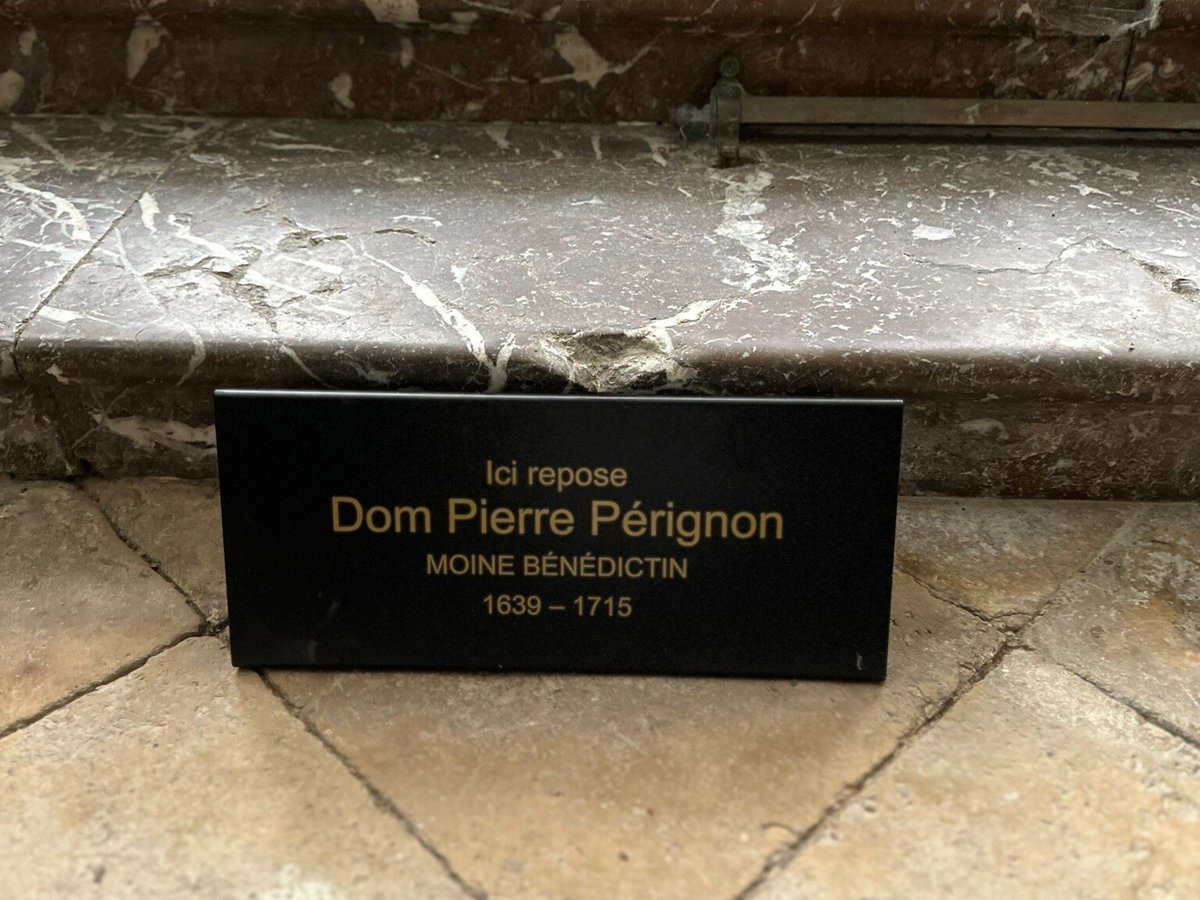 Ici repose
Dom Pierre Pérignon
MOINE BÉNÉDICTIN
1639 – 1715